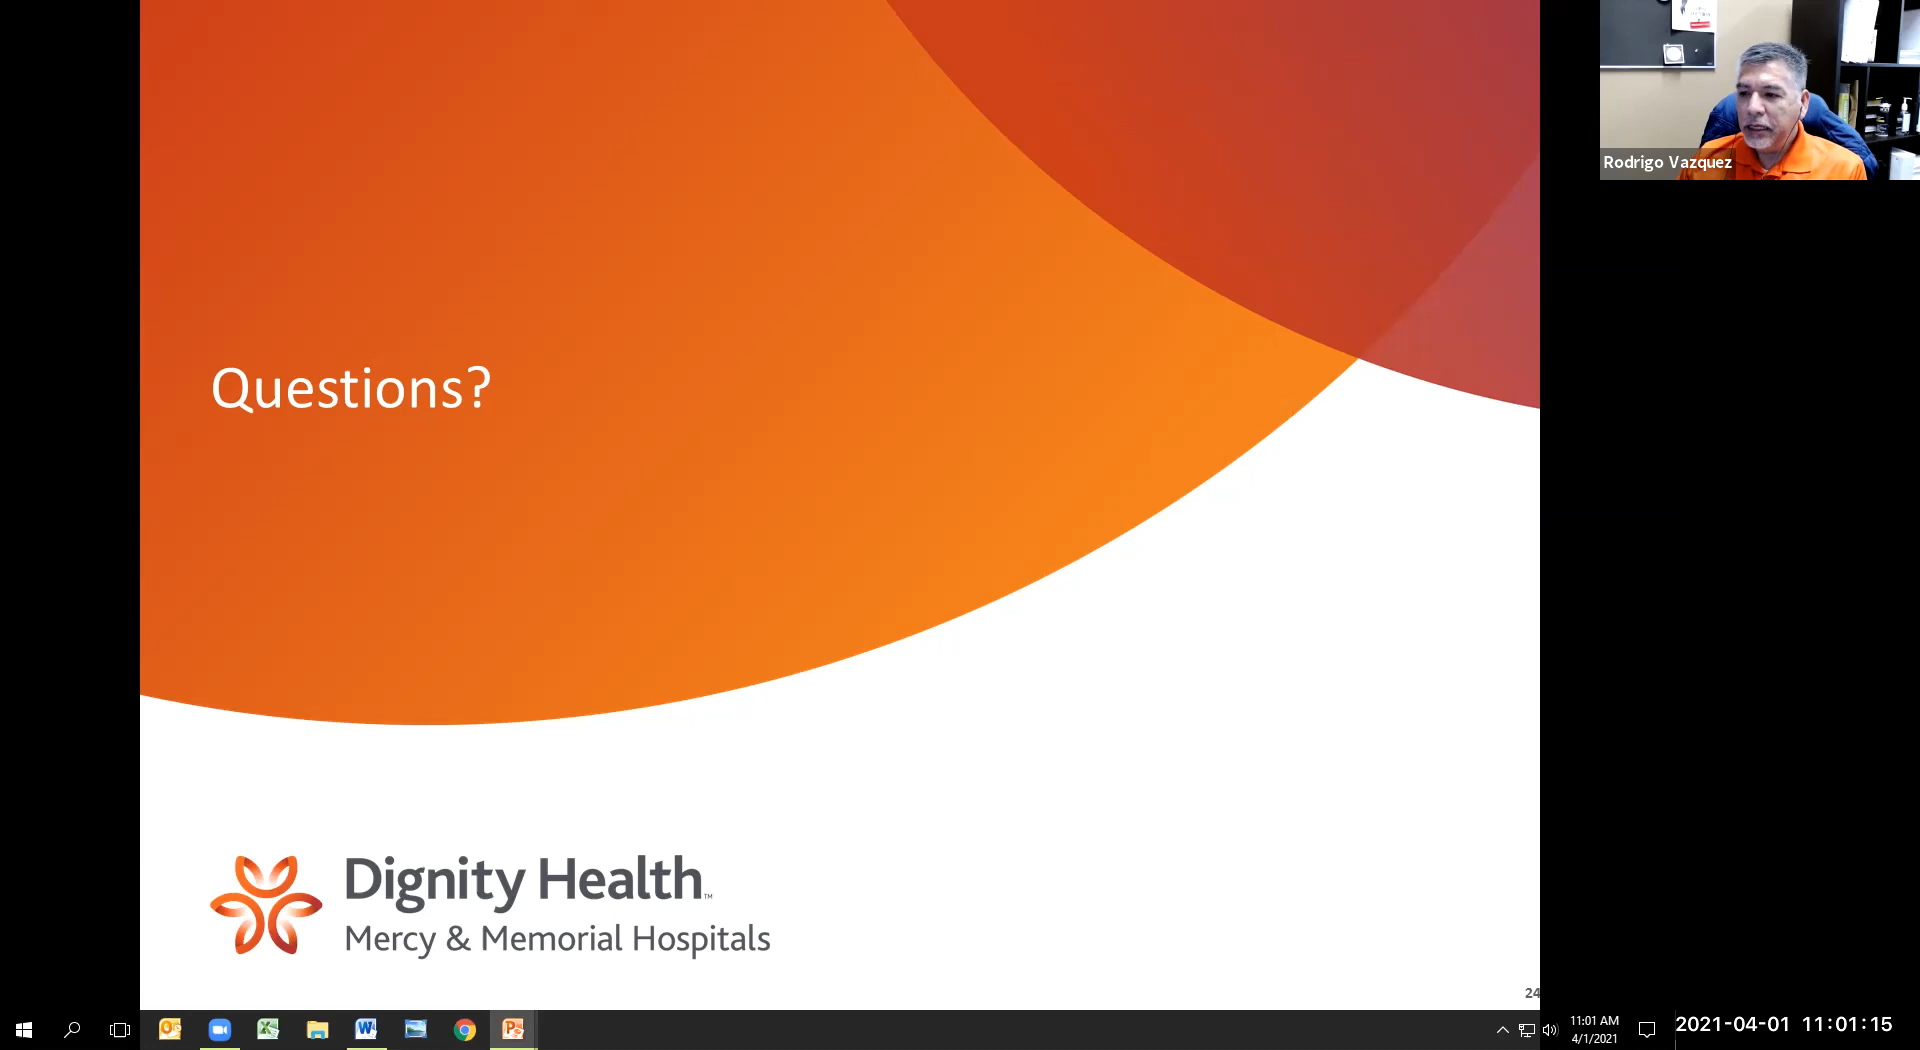 Rodrigo Vazquez
Questions?
Dignity Health™
Mercy & Memorial Hospitals
24
11:01 AM
4/1/2021
2021-04-01 11:01:15